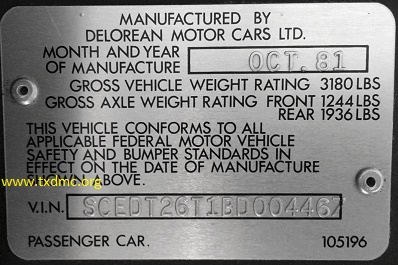 MANUFACTURED BY
DELOREAN MOTOR CARS LTD.
MONTH AND YEAR
OF MANUFACTURE OCT. 81
GROSS VEHICLE WEIGHT RATING 3180 LBS
GROSS AXLE WEIGHT RATING FRONT 1244 LBS
REAR 1936 LBS
THIS VEHICLE CONFORMS TO ALL
APPLICABLE FEDERAL MOTOR VEHICLE
SAFETY AND BUMPER STANDARDS IN
EFFECT ON THE DATE OF MANUFACTURE
www.txdmc.org
ABOVE.
V.I.N. SCEDT26T1BD004467
PASSENGER CAR. 105196